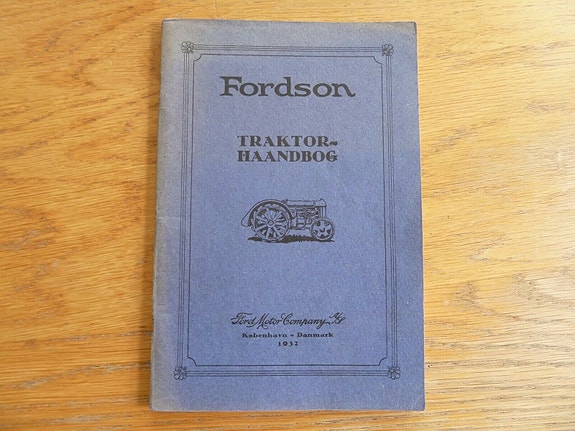 Fordson
TRAKTOR~
HAANDBOG
Ford Motor Company A/S
København - Danmark
1932